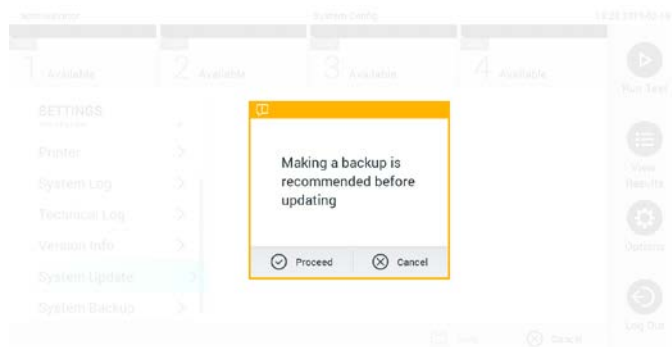 administrator System Config
1 Available 2 Available 3 Available 4 Available
Run Test
SETTINGS
Printer
System Log
Technical Log
Version Info
System Update
System Backup
Making a backup is
recommended before
updating
Proceed Cancel
View
Results
Options
Log Out
Save Cancel